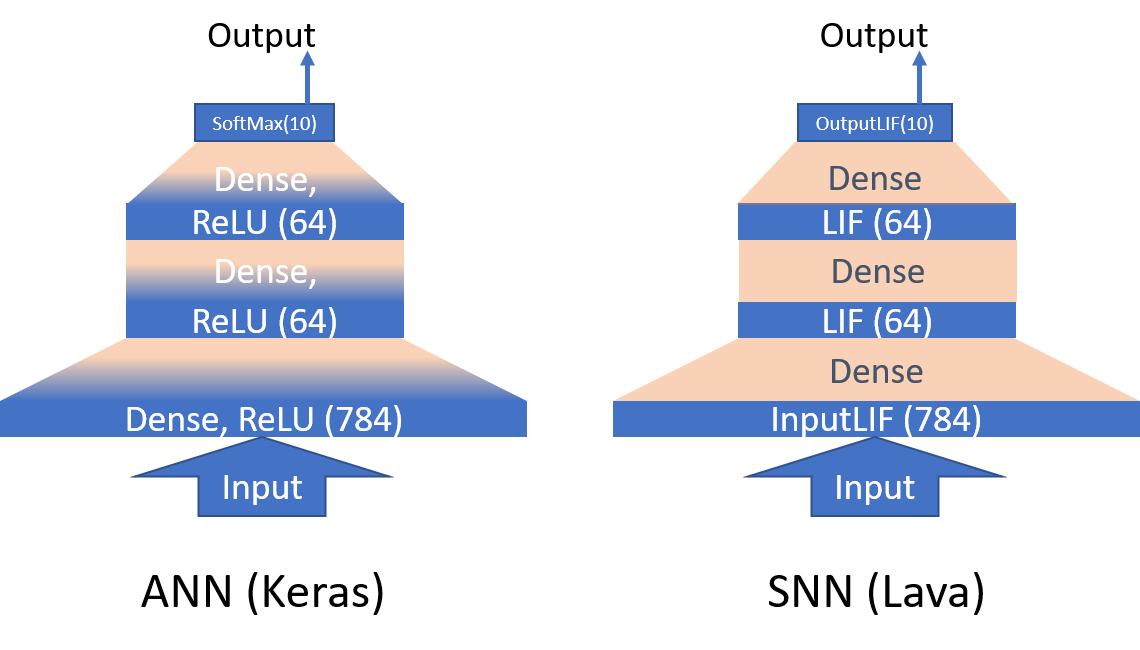 Output
SoftMax(10)
Dense,
ReLU (64)
Dense,
ReLU (64)
Dense, ReLU (784)
Input
ANN (Keras)
Output
OutputLIF(10)
Dense
LIF (64)
Dense
LIF (64)
Dense
InputLIF (784)
Input
SNN (Lava)